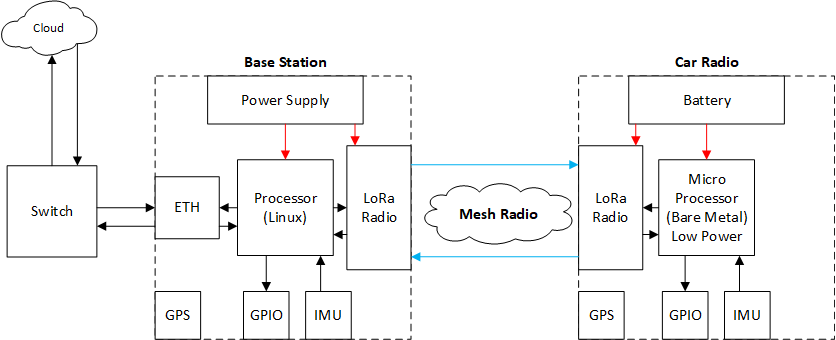 Cloud
Base Station
Car Radio
Power Supply
Battery
Switch
ETH
Processor
(Linux)
LoRa
Radio
Mesh Radio
LoRa
Radio
Micro
Processor
(Bare Metal)
Low Power
GPS
GPIO
IMU
GPS
GPIO
IMU